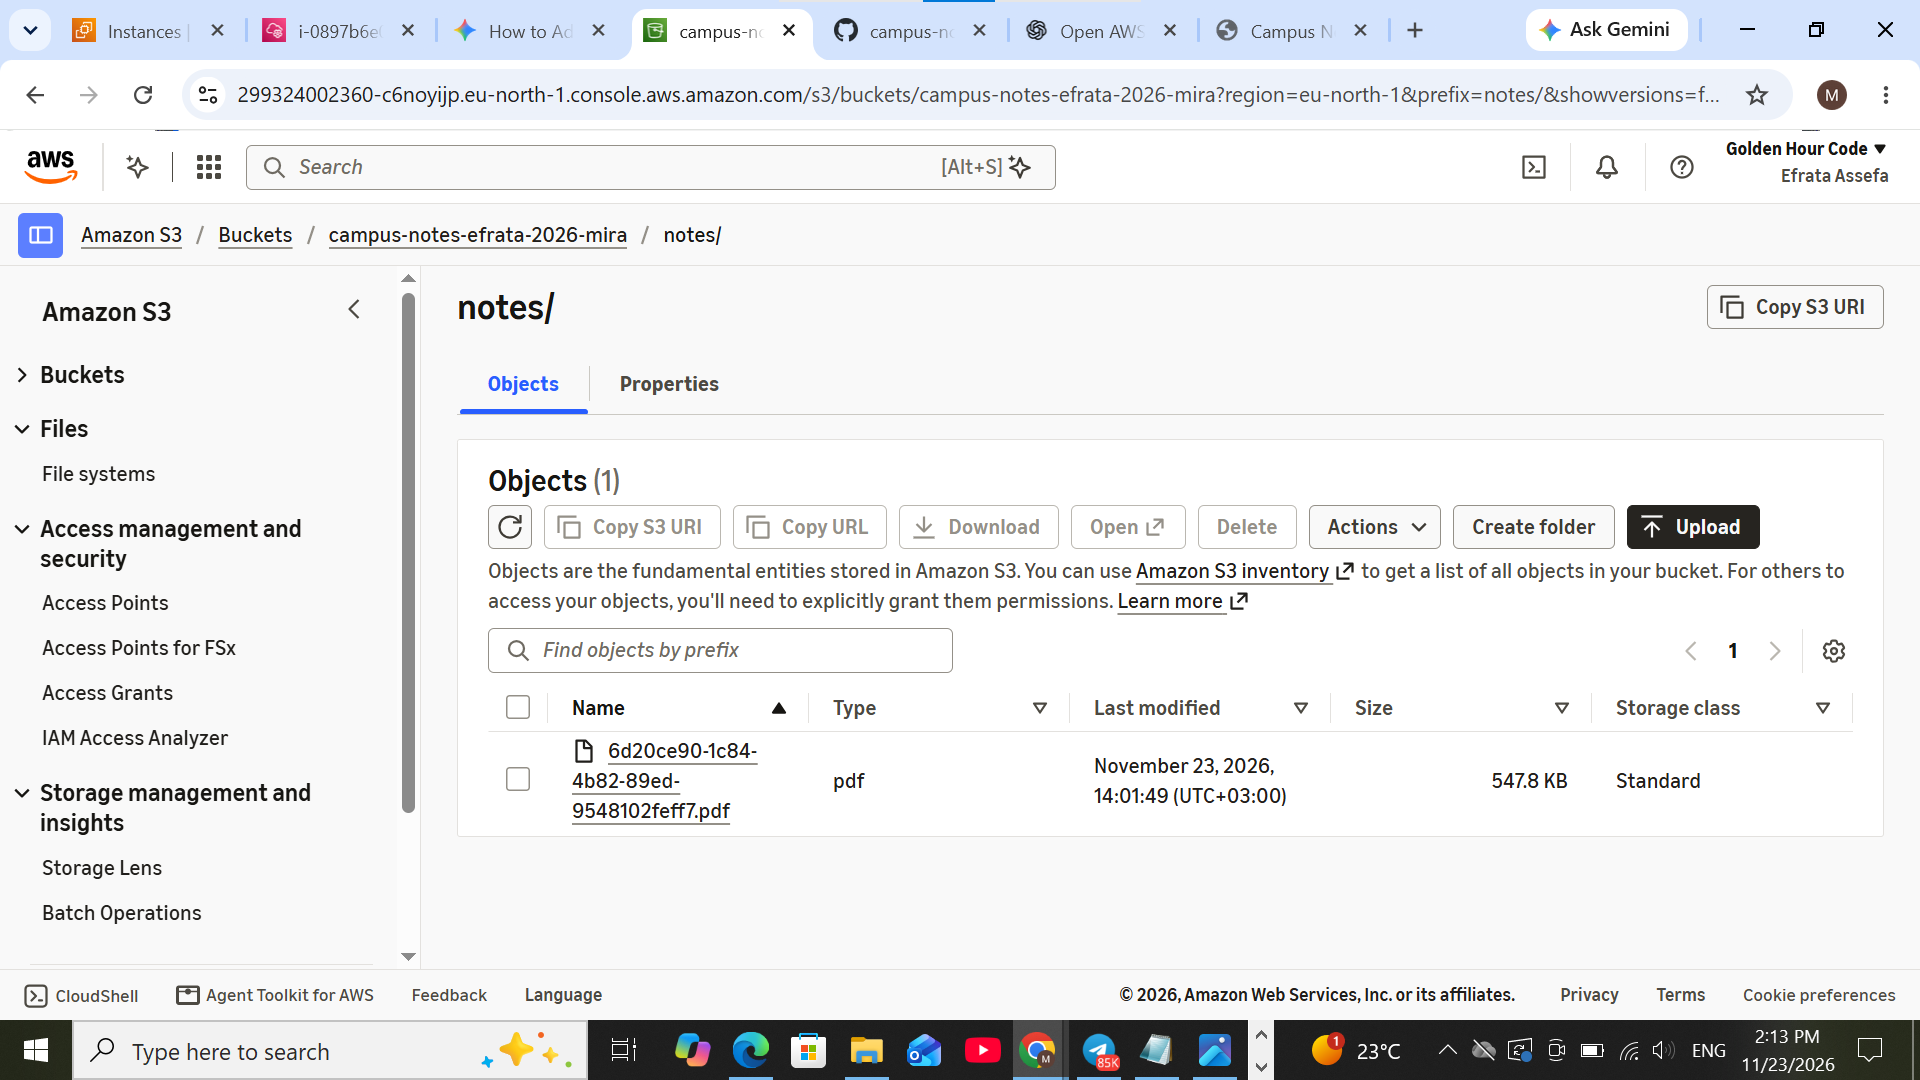 Instances |
i-0897b6e
How to Ad
campus-no
campus-no
Open AWS
Campus N
Ask Gemini
299324002360-c6noyijp.eu-north-1.console.aws.amazon.com/s3/buckets/campus-notes-efrata-2026-mira?region=eu-north-1&prefix=notes/&showversions=f...
M
aws
Search
[Alt+S]
Golden Hour Code
Efrata Assefa
Amazon S3 / Buckets / campus-notes-efrata-2026-mira / notes/
Amazon S3
Buckets
Files
File systems
Access management and
security
Access Points
Access Points for FSx
Access Grants
IAM Access Analyzer
Storage management and
insights
Storage Lens
Batch Operations
notes/
Copy S3 URI
Objects
Properties
Objects (1)
Copy S3 URI
Copy URL
Download
Open
Delete
Actions
Create folder
Upload
Objects are the fundamental entities stored in Amazon S3. You can use Amazon S3 inventory to get a list of all objects in your bucket. For others to
access your objects, you'll need to explicitly grant them permissions. Learn more
Find objects by prefix
1
Name
Type
Last modified
Size
Storage class
6d20ce90-1c84-
4b82-89ed-
9548102feff7.pdf
pdf
November 23, 2026,
14:01:49 (UTC+03:00)
547.8 KB
Standard
CloudShell
Agent Toolkit for AWS
Feedback
Language
© 2026, Amazon Web Services, Inc. or its affiliates.
Privacy
Terms
Cookie preferences
Type here to search
M
85K
1
23°C
ENG
2:13 PM
11/23/2026